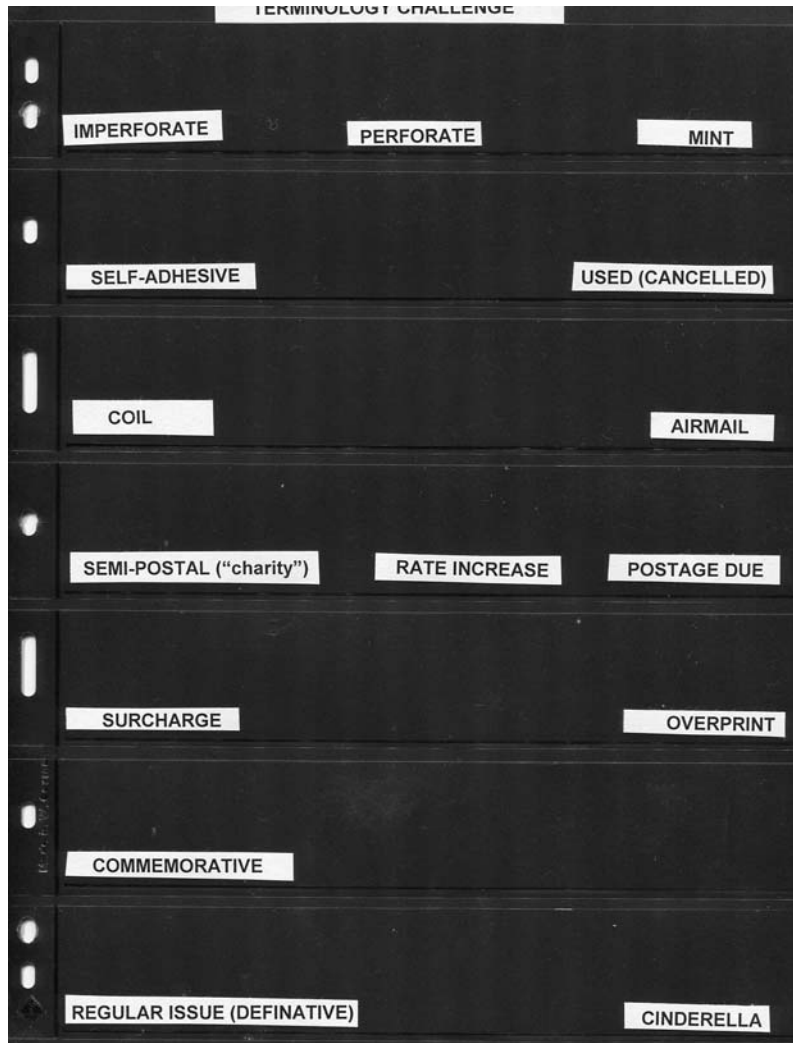 TERMINOLOGY CHALLENGE
IMPERFORATE PERFORATE MINT
SELF-ADHESIVE USED (CANCELLED)
COIL AIRMAIL
SEMI-POSTAL (“charity”) RATE INCREASE POSTAGE DUE
SURCHARGE OVERPRINT
COMMEMORATIVE
REGULAR ISSUE (DEFINATIVE) CINDERELLA